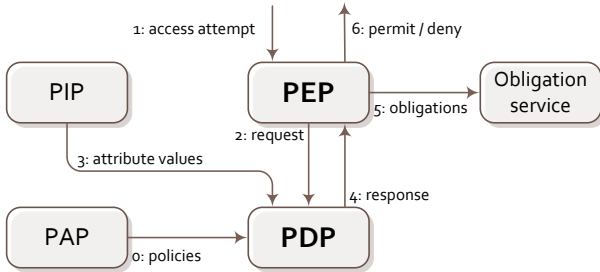 1: access attempt
6: permit / deny
PIP
PEP
Obligation
service
5: obligations
2: request
3: attribute values
4: response
PAP
PDP
0: policies